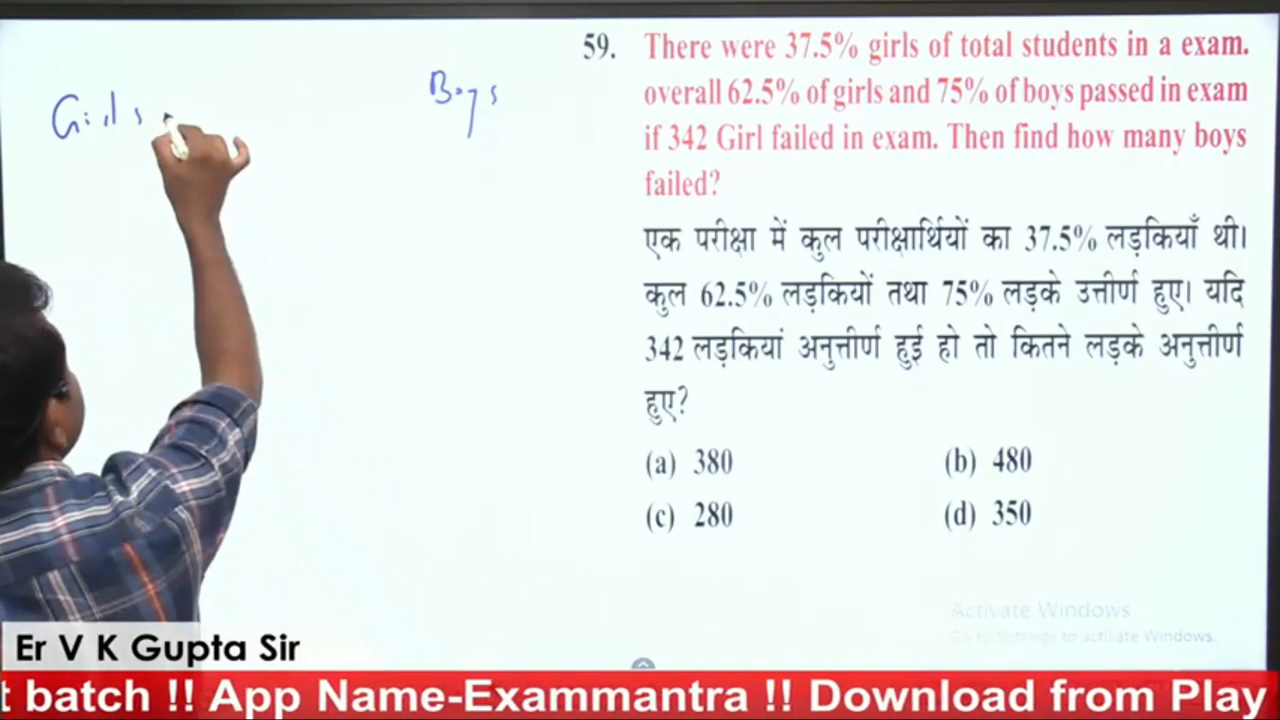 Girls
Boys
59. There were 37.5% girls of total students in a exam.
overall 62.5% of girls and 75% of boys passed in exam
if 342 Girl failed in exam. Then find how many boys
failed?
एक परीक्षा में कुल परीक्षार्थियों का 37.5% लड़कियाँ थी।
कुल 62.5% लड़कियों तथा 75% लड़के उत्तीर्ण हुए। यदि
342 लड़कियां अनुत्तीर्ण हुई हो तो कितने लड़के अनुत्तीर्ण
हुए?
(a) 380 (b) 480
(c) 280 (d) 350
Activate Windows
Go to Settings to activate Windows.
Er V K Gupta Sir
t batch !! App Name-Exammantra !! Download from Play